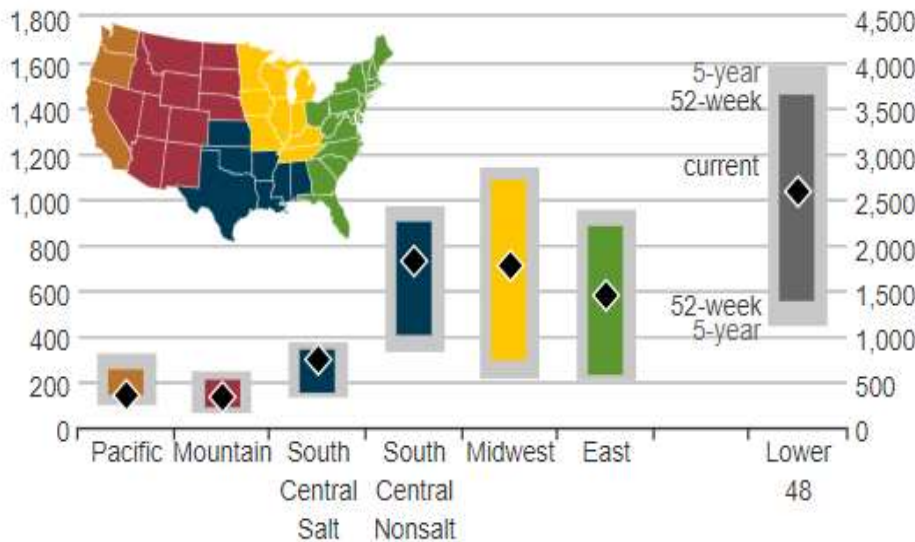 1,800
1,600
1,400
1,200
1,000
800
600
400
200
0
4,500
4,000
3,500
3,000
2,500
2,000
1,500
1,000
500
0
5-year
52-week
current
52-week
5-year
Pacific
Mountain
South
Central
Salt
South
Central
Nonsalt
Midwest
East
Lower
48